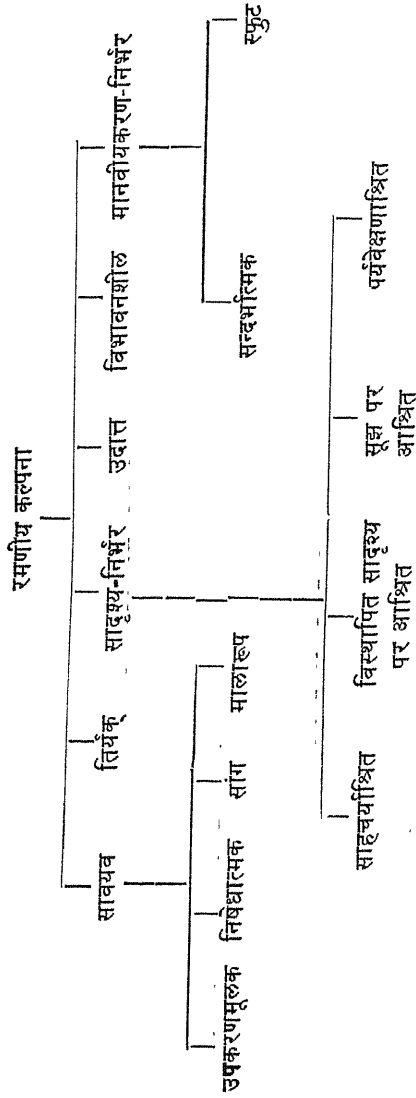 रमणीय कल्पना
सावयव तिर्यक् सादृश्य-निर्भर उदात्त विभावनशील मानवीयकरण-निर्भर
उपकरणमूलक निषेधात्मक सांग मालारूप सन्दर्भात्मक स्फुट
साहचर्याश्रित विस्थापित सादृश्य सूझ पर पर्यवेक्षणाश्रित
पर आश्रित आश्रित